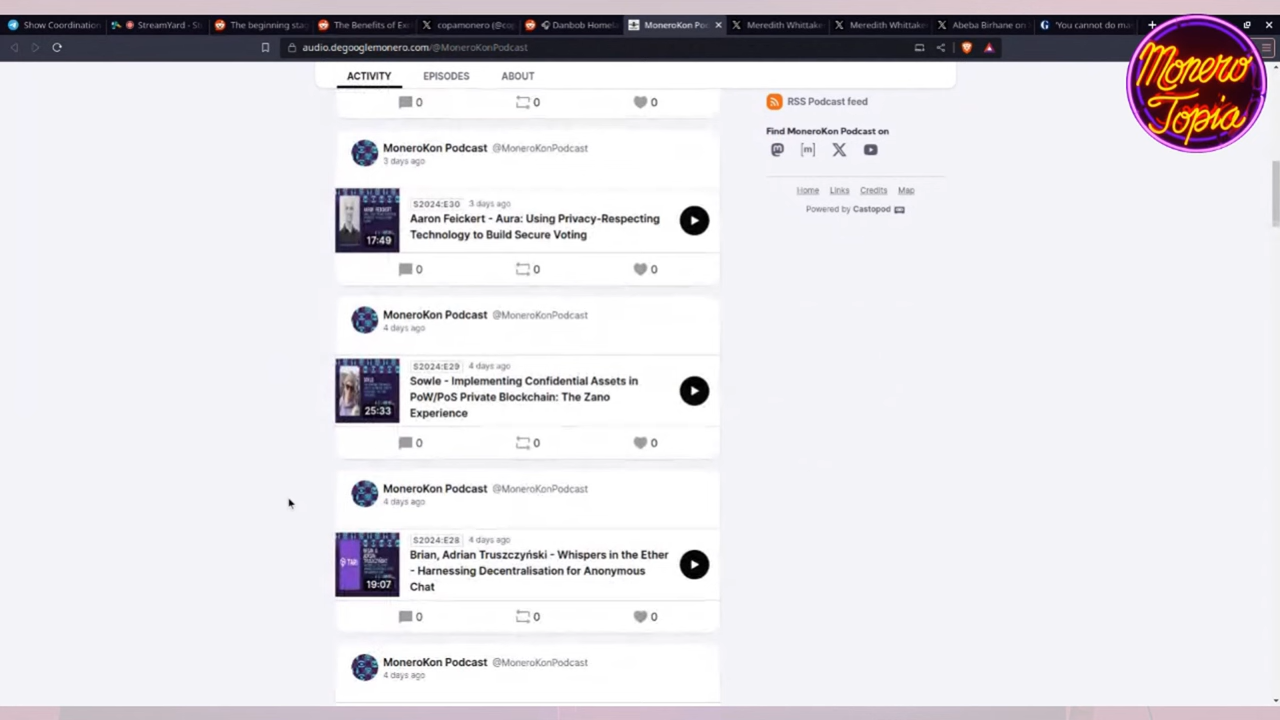 Show Coordination
StreamYard - St
The beginning sta
The Benefits of Exe
copamonero (@cop
Danbob Homela
MoneroKon Pod
Meredith Whittake
Meredith Whittake
Abeba Birhane on
'You cannot do ma
audio.degooglemonero.com/@MoneroKonPodcast
Monero
Topia
ACTIVITY EPISODES ABOUT
0 0 0
RSS Podcast feed
Find MoneroKon Podcast on
Home Links Credits Map
Powered by Castopod
MoneroKon Podcast @MoneroKonPodcast
3 days ago
S2024:E30 3 days ago
Aaron Feickert - Aura: Using Privacy-Respecting
Technology to Build Secure Voting
17:49
0 0 0
MoneroKon Podcast @MoneroKonPodcast
4 days ago
S2024:E29 4 days ago
Sowle - Implementing Confidential Assets in
PoW/PoS Private Blockchain: The Zano
Experience
25:33
0 0 0
MoneroKon Podcast @MoneroKonPodcast
4 days ago
S2024:E28 4 days ago
Brian, Adrian Truszczyński - Whispers in the Ether
- Harnessing Decentralisation for Anonymous
Chat
19:07
0 0 0
MoneroKon Podcast @MoneroKonPodcast
4 days ago